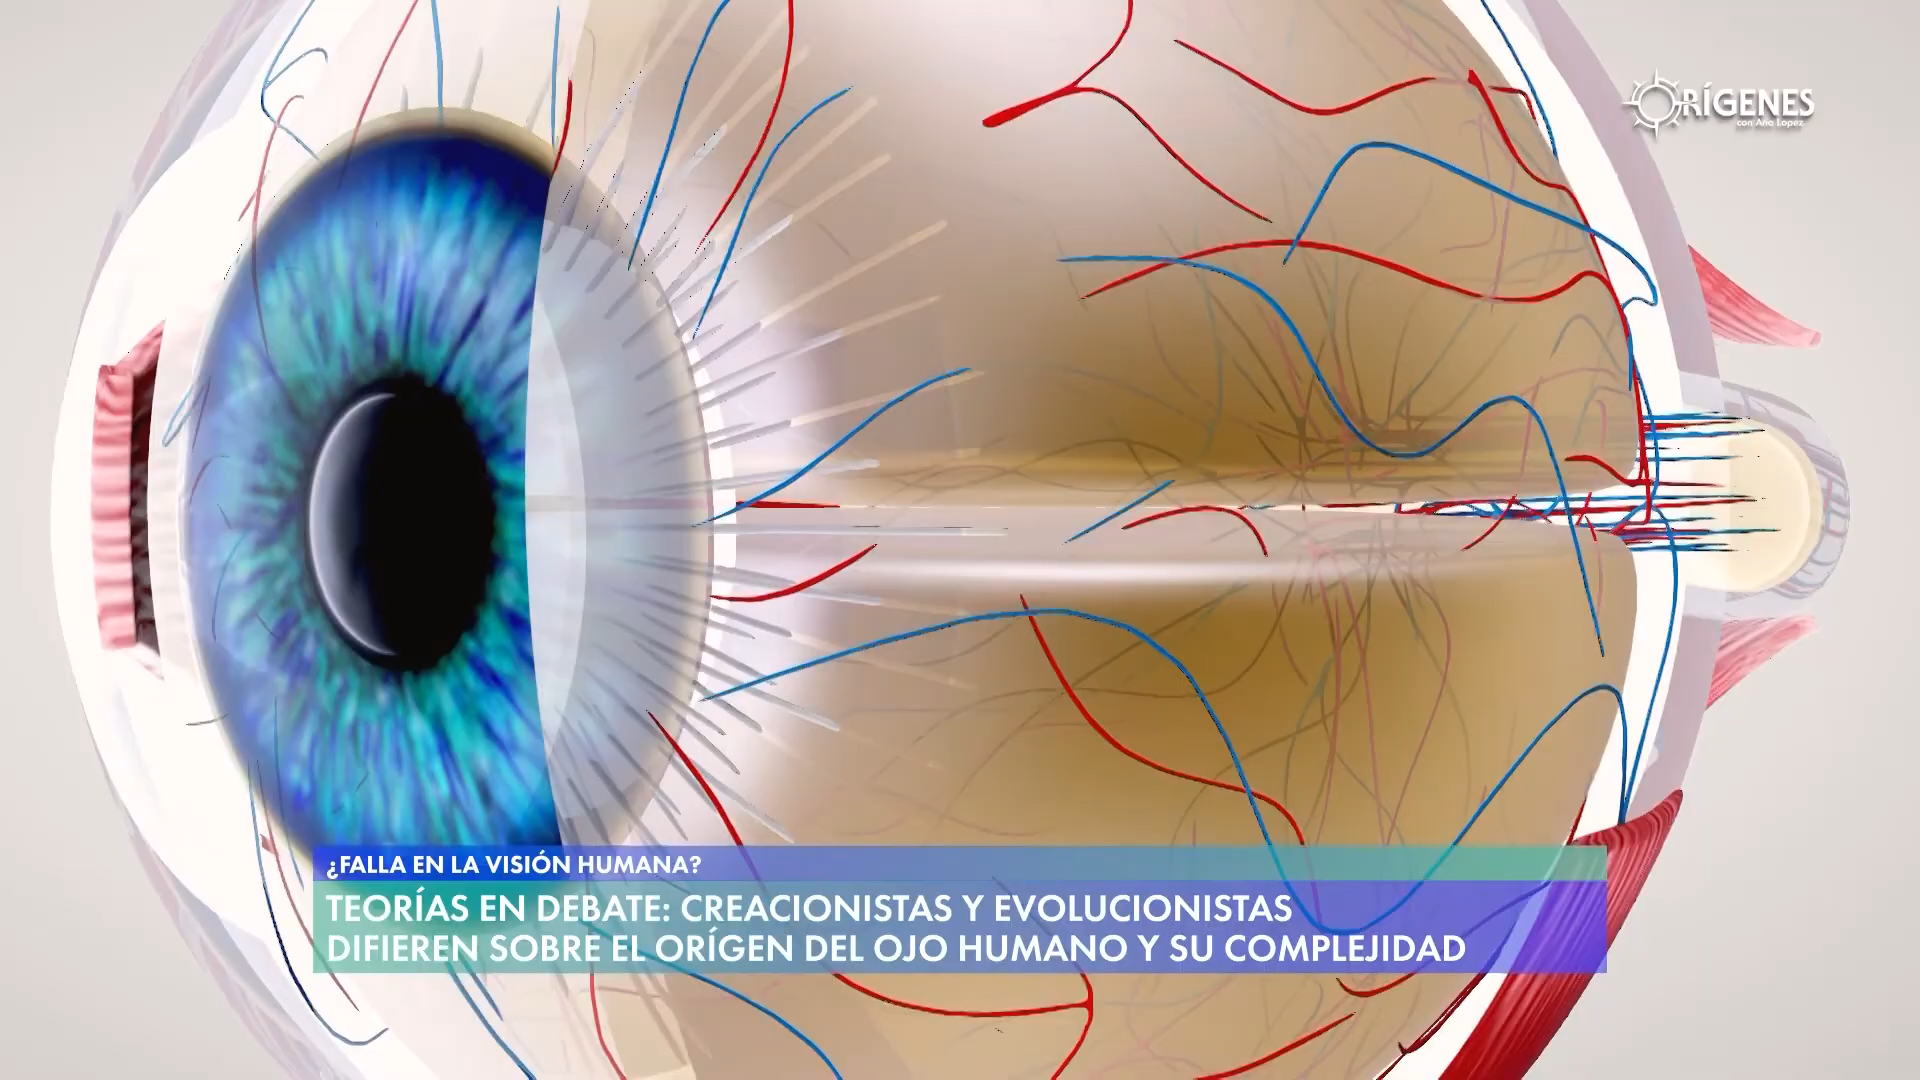 ORÍGENES
con Año Lopez
¿FALLA EN LA VISIÓN HUMANA?
TEORÍAS EN DEBATE: CREACIONISTAS Y EVOLUCIONISTAS
DIFIEREN SOBRE EL ORÍGEN DEL OJO HUMANO Y SU COMPLEJIDAD